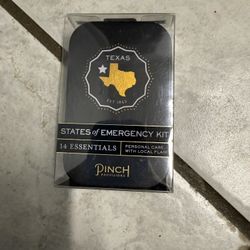 TEXAS
EST 1845
STATES of EMERGENCY KIT
14 ESSENTIALS
PERSONAL CARE
WITH LOCAL FLAIR
PINCH
PROVISIONS